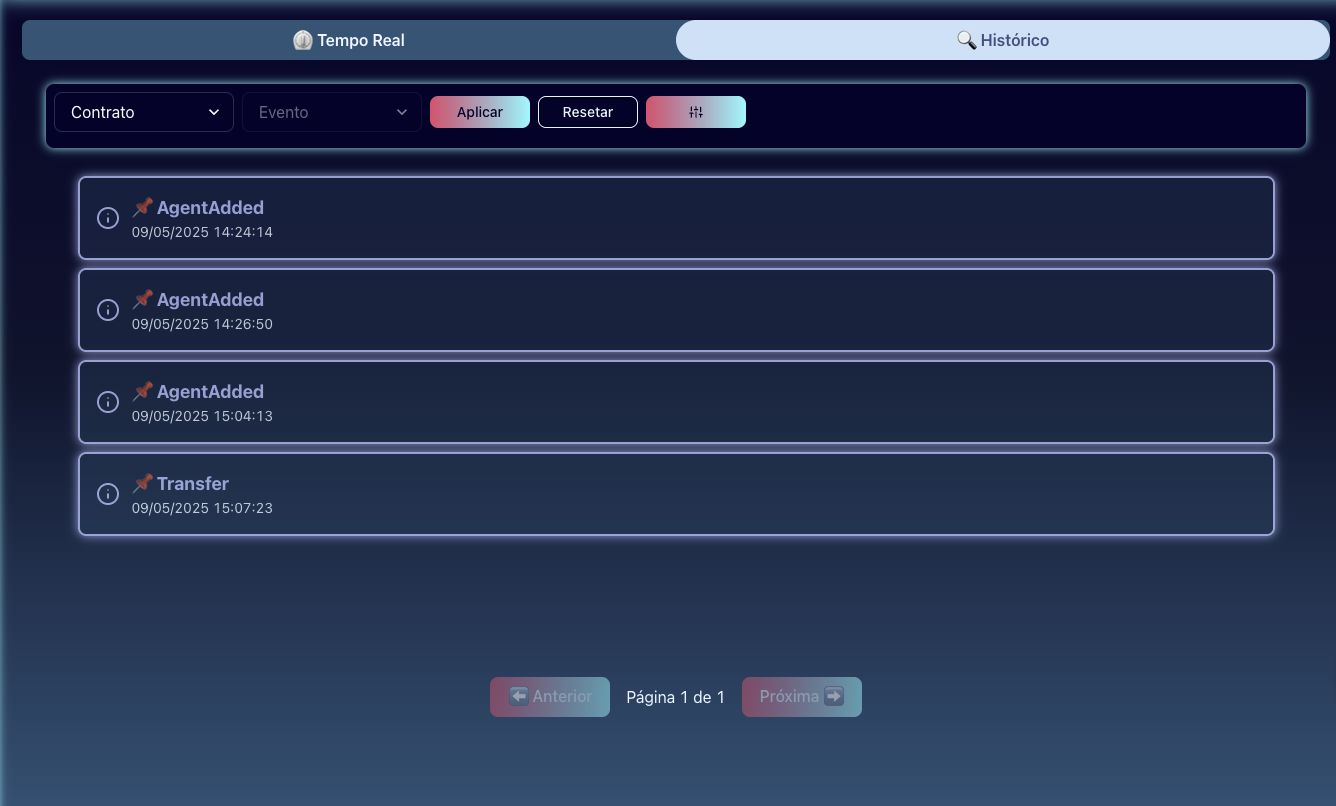 Tempo Real
🔍 Histórico
Contrato
Evento
Aplicar
Resetar
📌 AgentAdded
09/05/2025 14:24:14
📌 AgentAdded
09/05/2025 14:26:50
📌 AgentAdded
09/05/2025 15:04:13
📌 Transfer
09/05/2025 15:07:23
⬅️ Anterior
Página 1 de 1
Próxima ➡️